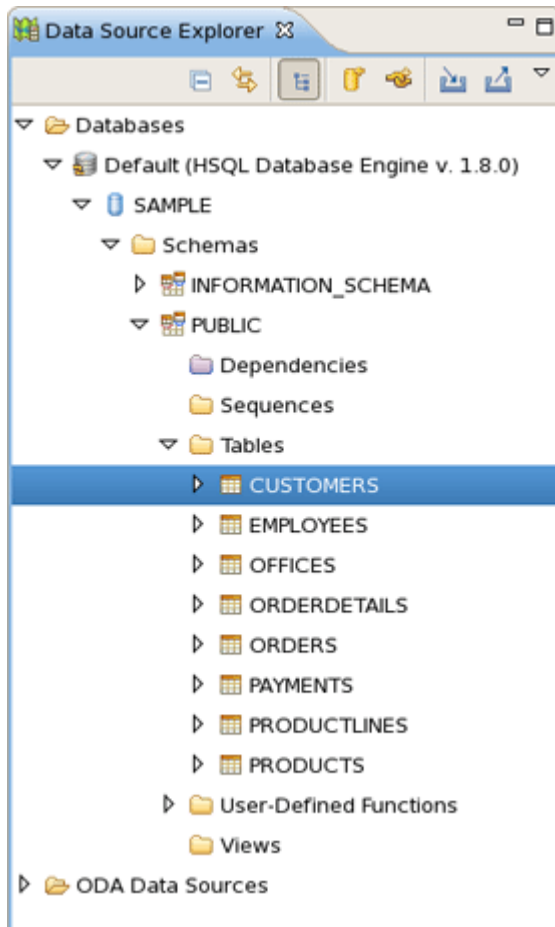 Data Source Explorer
Databases
Default (HSQL Database Engine v. 1.8.0)
SAMPLE
Schemas
INFORMATION_SCHEMA
PUBLIC
Dependencies
Sequences
Tables
CUSTOMERS
EMPLOYEES
OFFICES
ORDERDETAILS
ORDERS
PAYMENTS
PRODUCTLINES
PRODUCTS
User-Defined Functions
Views
ODA Data Sources